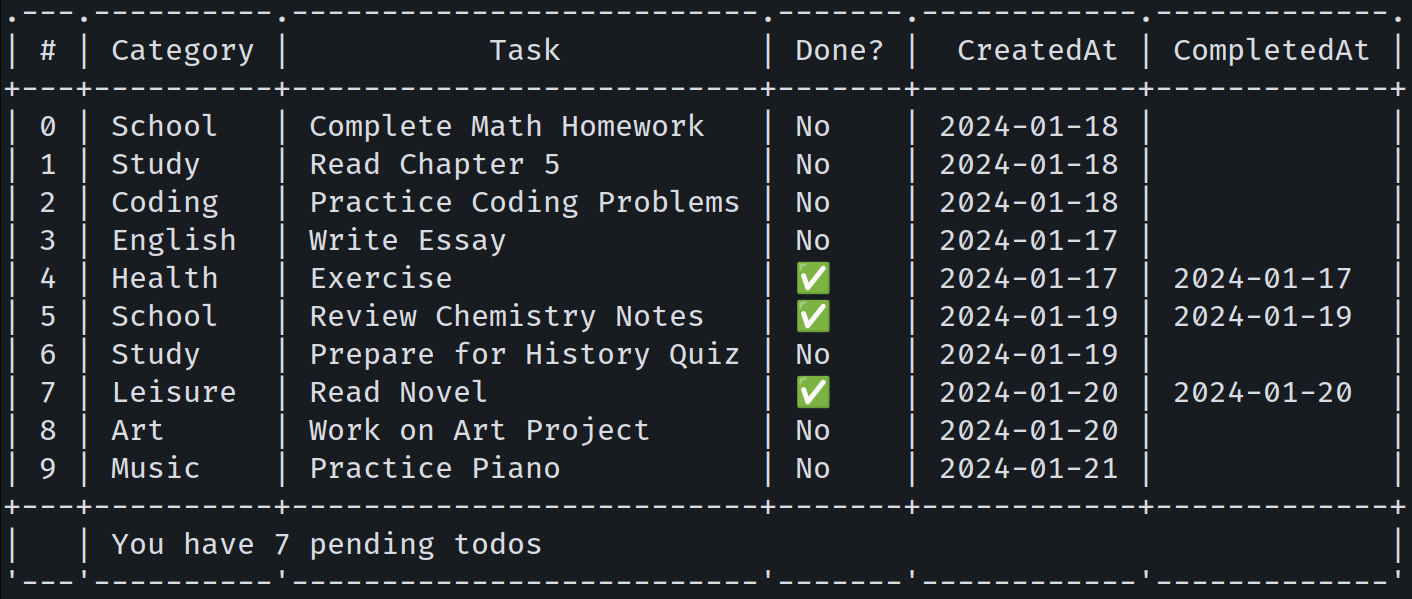 .---.----------.--------------------------.-------.------------.-------------.
| # | Category |           Task           | Done? |  CreatedAt | CompletedAt |
+---+----------+--------------------------+-------+------------+-------------+
| 0 | School   | Complete Math Homework   | No    | 2024-01-18 |             |
| 1 | Study    | Read Chapter 5           | No    | 2024-01-18 |             |
| 2 | Coding   | Practice Coding Problems | No    | 2024-01-18 |             |
| 3 | English  | Write Essay              | No    | 2024-01-17 |             |
| 4 | Health   | Exercise                 | ✅    | 2024-01-17 | 2024-01-17  |
| 5 | School   | Review Chemistry Notes   | ✅    | 2024-01-19 | 2024-01-19  |
| 6 | Study    | Prepare for History Quiz | No    | 2024-01-19 |             |
| 7 | Leisure  | Read Novel               | ✅    | 2024-01-20 | 2024-01-20  |
| 8 | Art      | Work on Art Project      | No    | 2024-01-20 |             |
| 9 | Music    | Practice Piano           | No    | 2024-01-21 |             |
+---+----------+--------------------------+-------+------------+-------------+
|   | You have 7 pending todos                                               |
'---'----------'--------------------------'-------'------------'-------------'